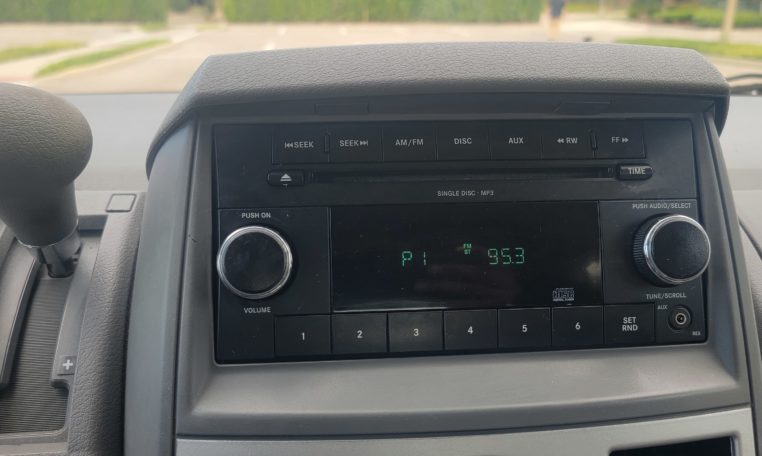 ⏮SEEK SEEK⏭ AM/FM DISC AUX ◀◀RW FF▶▶
⏏ TIME
SINGLE DISC · MP3
PUSH ON PUSH AUDIO/SELECT
P1 FM ST 95.3
VOLUME TUNE/SCROLL
1 2 3 4 5 6 SET RND AUX
+